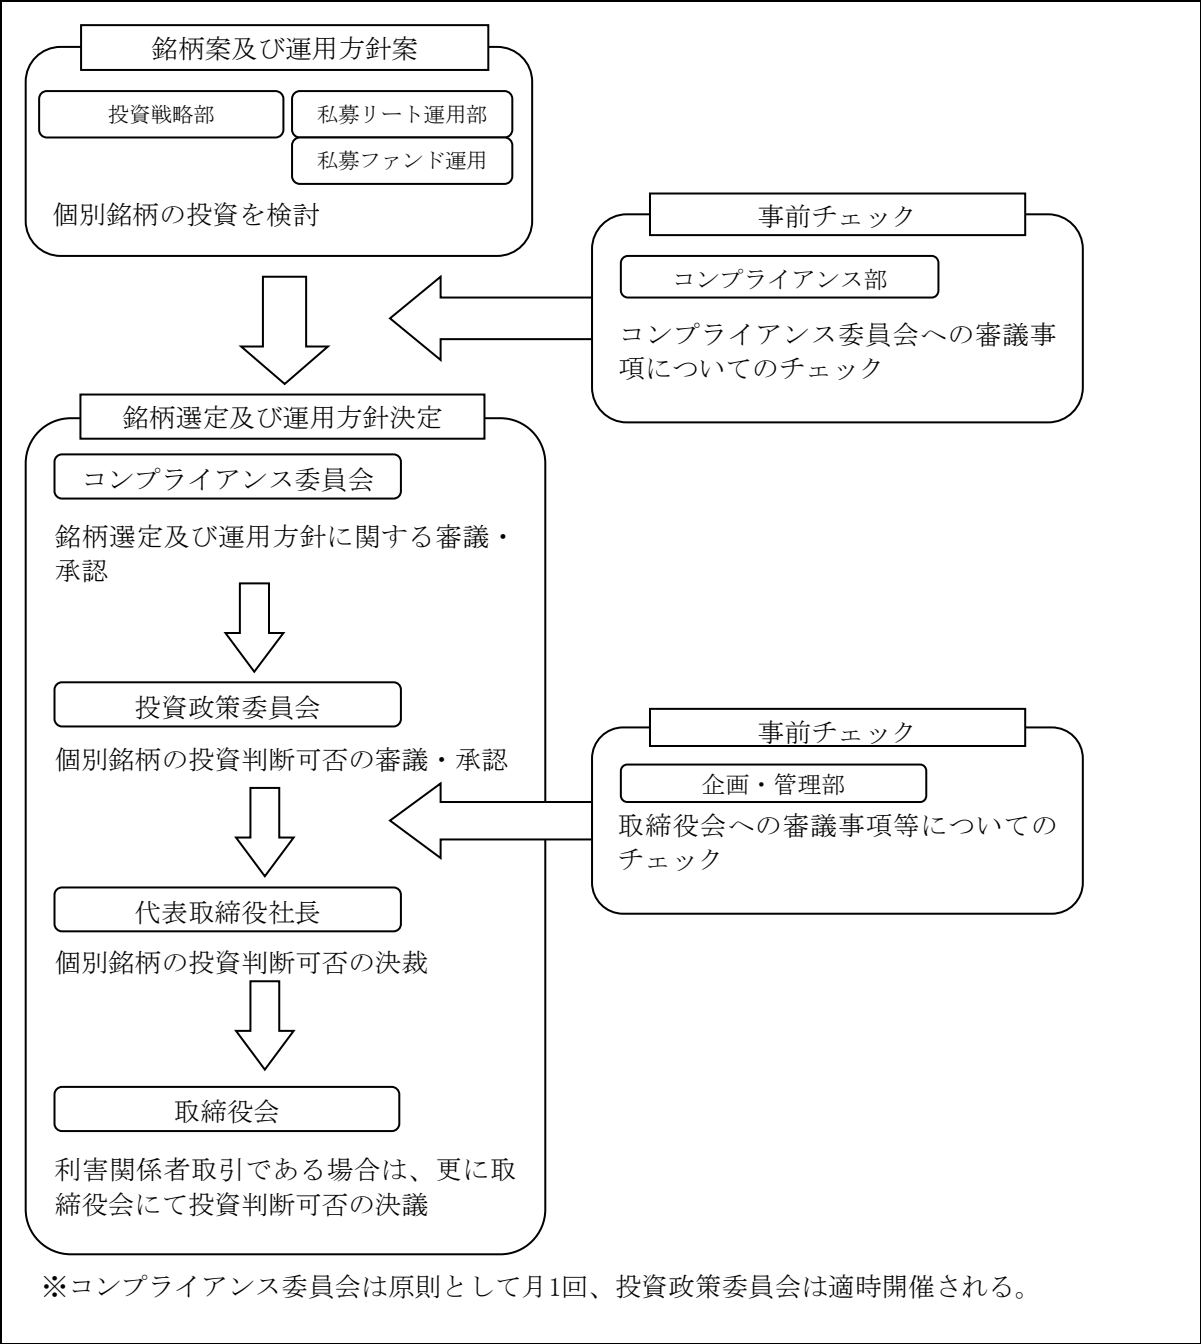 銘柄案及び運用方針案
投資戦略部
私募リート運用部
私募ファンド運用
個別銘柄の投資を検討
事前チェック
コンプライアンス部
コンプライアンス委員会への審議事
項についてのチェック
銘柄選定及び運用方針決定
コンプライアンス委員会
銘柄選定及び運用方針に関する審議・
承認
投資政策委員会
個別銘柄の投資判断可否の審議・承認
事前チェック
企画・管理部
取締役会への審議事項等についての
チェック
代表取締役社長
個別銘柄の投資判断可否の決裁
取締役会
利害関係者取引である場合は、更に取
締役会にて投資判断可否の決議
※コンプライアンス委員会は原則として月1回、投資政策委員会は適時開催される。